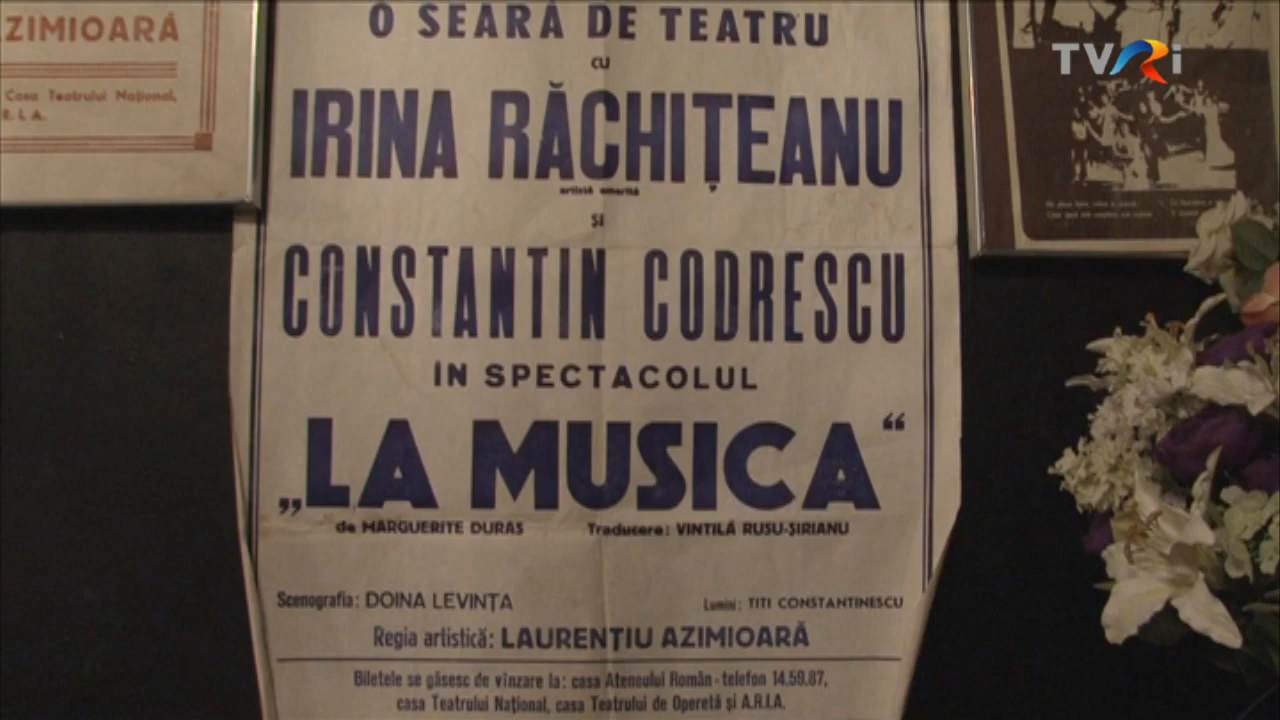 O SEARĂ DE TEATRU
CU
IRINA RĂCHIȚEANU
artistă emerită
ȘI
CONSTANTIN CODRESCU
ÎN SPECTACOLUL
„LA MUSICA“
de MARGUERITE DURAS Traducere: VINTILĂ RUSU-ȘIRIANU
Scenografia: DOINA LEVINȚA Lumini: TITI CONSTANTINESCU
Regia artistică: LAURENȚIU AZIMIOARĂ
Biletele se găsesc de vînzare la: casa Ateneului Român - telefon 14.59.87,
casa Teatrului Național, casa Teatrului de Operetă și A.R.I.A.
ZIMIOARĂ
Casa Teatrului Național,
R.I.A.
TVRi